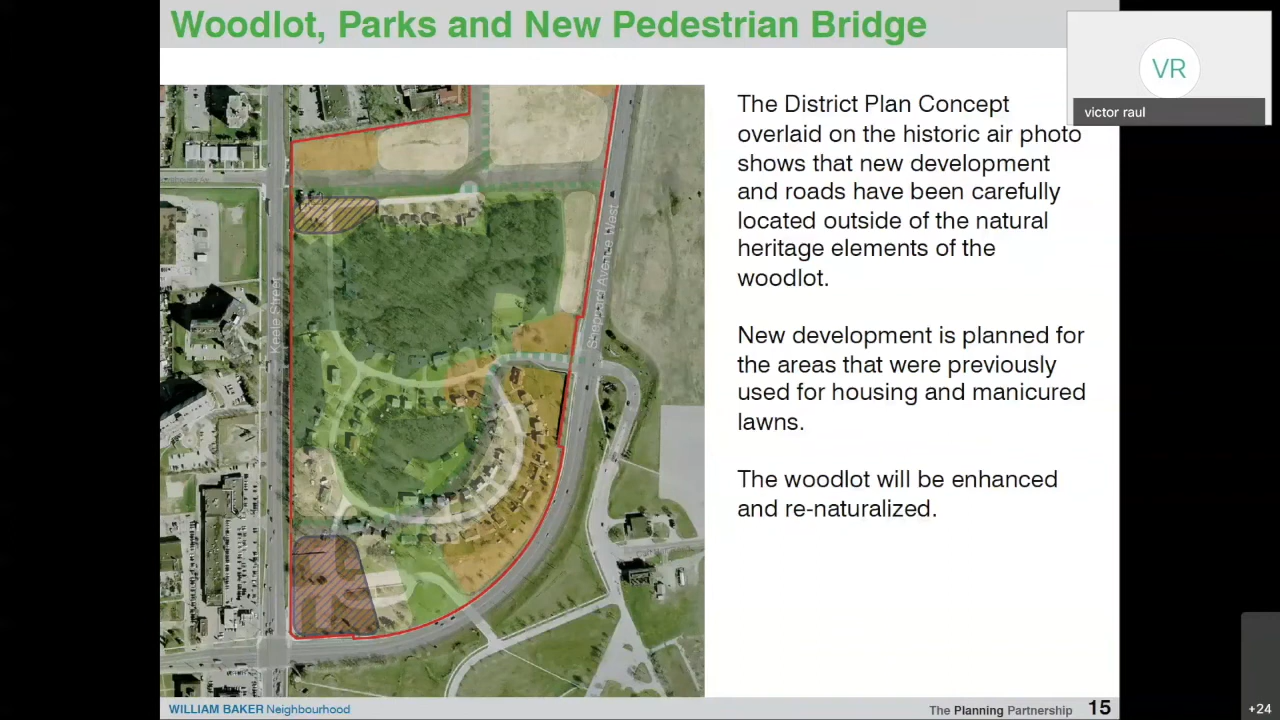 Woodlot, Parks and New Pedestrian Bridge
VR
victor raul
The District Plan Concept
overlaid on the historic air photo
shows that new development
and roads have been carefully
located outside of the natural
heritage elements of the
woodlot.
New development is planned for
the areas that were previously
used for housing and manicured
lawns.
The woodlot will be enhanced
and re-naturalized.
Keele Street
Sheppard Avenue West
WILLIAM BAKER Neighbourhood
The Planning Partnership 15
+24